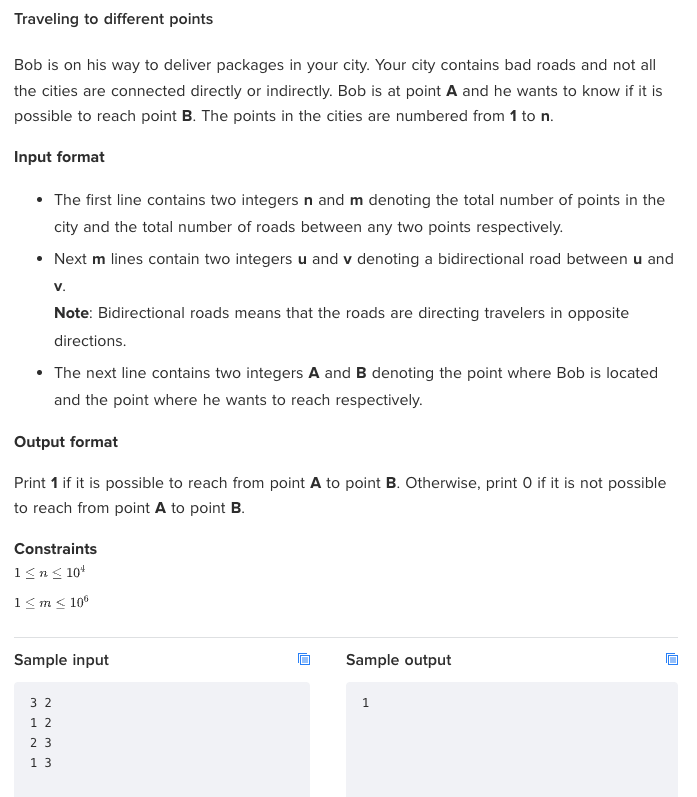 Traveling to different points
Bob is on his way to deliver packages in your city. Your city contains bad roads and not all
the cities are connected directly or indirectly. Bob is at point A and he wants to know if it is
possible to reach point B. The points in the cities are numbered from 1 to n.
Input format
• The first line contains two integers n and m denoting the total number of points in the
city and the total number of roads between any two points respectively.
• Next m lines contain two integers u and v denoting a bidirectional road between u and
v.
Note: Bidirectional roads means that the roads are directing travelers in opposite
directions.
• The next line contains two integers A and B denoting the point where Bob is located
and the point where he wants to reach respectively.
Output format
Print 1 if it is possible to reach from point A to point B. Otherwise, print 0 if it is not possible
to reach from point A to point B.
Constraints
1 ≤ n ≤ 10⁴
1 ≤ m ≤ 10⁶
Sample input
3 2
1 2
2 3
1 3
Sample output
1